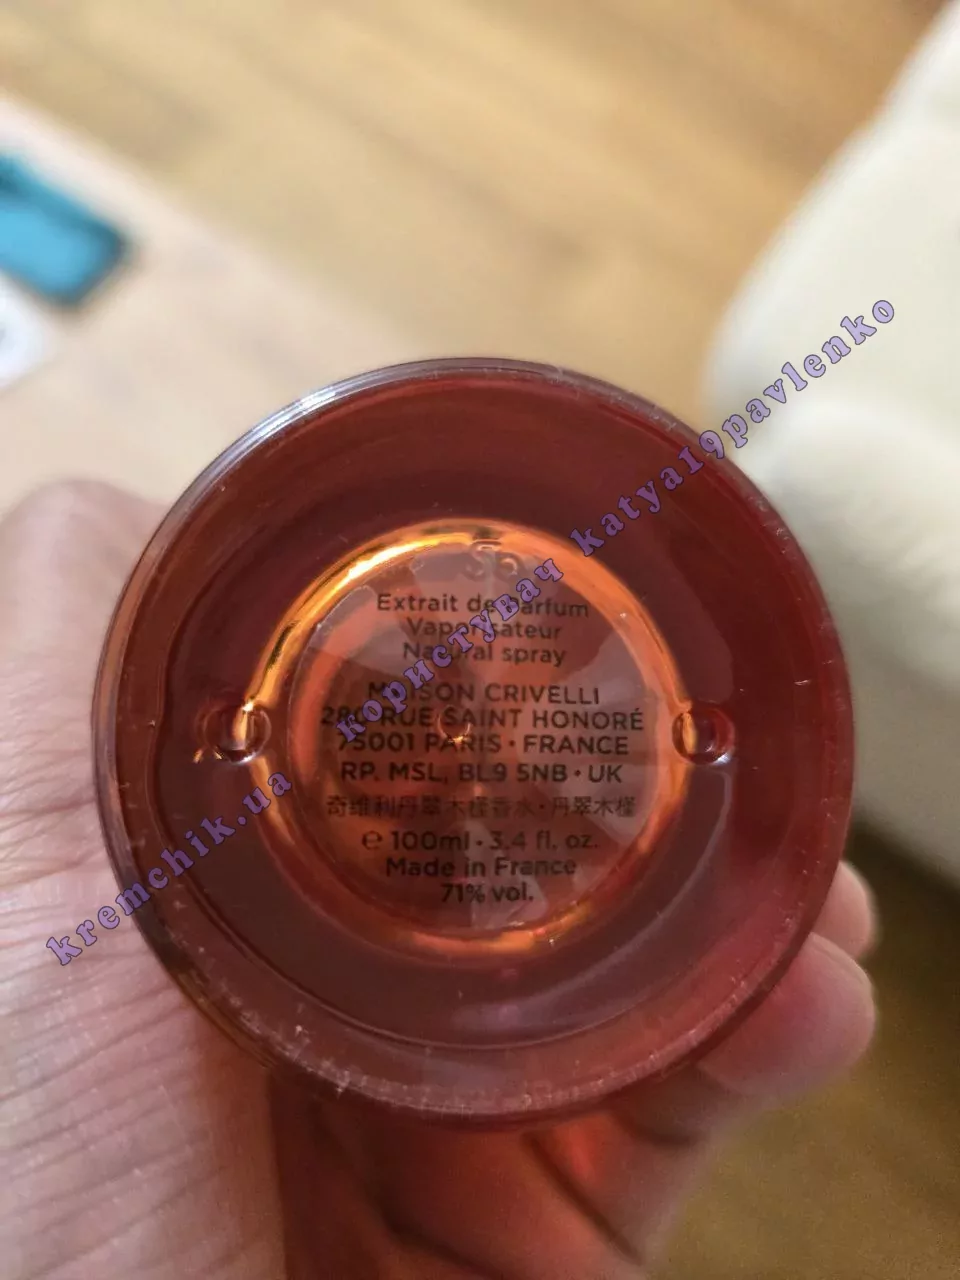 Extrait de parfum
Vaporisateur
Natural spray
MAISON CRIVELLI
280 RUE SAINT HONORÉ
75001 PARIS · FRANCE
RP. MSL, BL9 5NB · UK
奇维利丹翠木槿香水·丹翠木槿
℮ 100ml · 3.4 fl. oz.
Made in France
71% vol.
kremchik.ua користувач katya19pavlenko